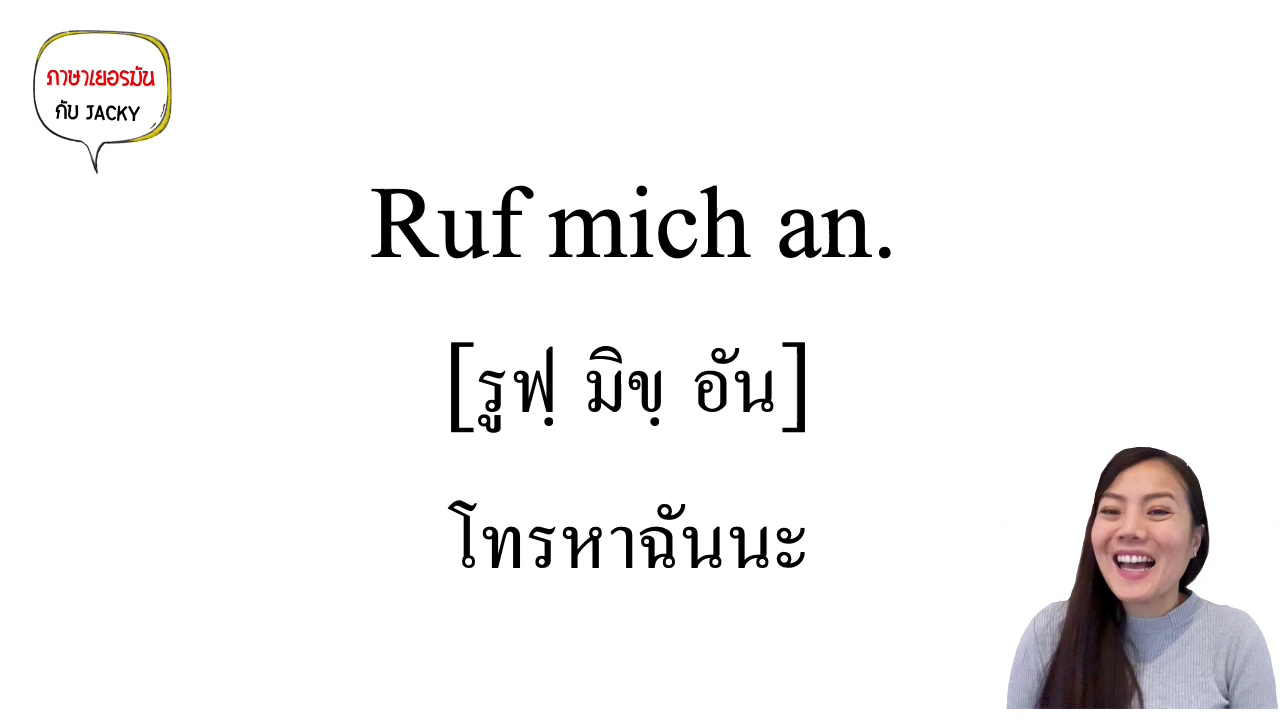 ภาษาเยอรมัน
กับ JACKY
Ruf mich an.
[รูฟฺ มิขฺ อัน]
โทรหาฉันนะ